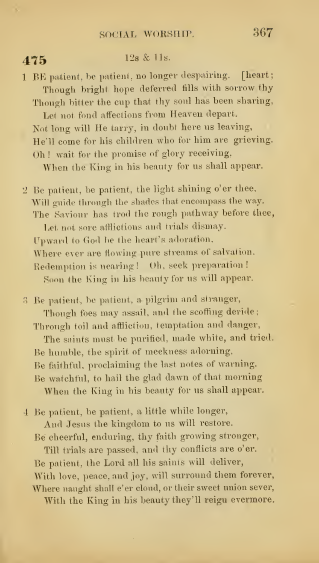 SOCIAL WORSHIP. 367
475 12s & 11s.
1 BE patient, be patient, no longer despairing. [heart;
Though bright hope deferred fills with sorrow thy
Though bitter the cup that thy soul has been sharing,
Let not fond affections from Heaven depart.
Not long will He tarry, in doubt here us leaving,
He'll come for his children who for him are grieving.
Oh! wait for the promise of glory receiving,
When the King in his beauty for us shall appear.
2 Be patient, be patient, the light shining o'er thee,
Will guide through the shades that encompass the way.
The Saviour has trod the rough pathway before thee,
Let not sore afflictions and trials dismay.
Upward to God be the heart's adoration.
Where ever are flowing pure streams of salvation.
Redemption is nearing! Oh, seek preparation!
Soon the King in his beauty for us will appear.
3 Be patient, be patient, a pilgrim and stranger,
Though foes may assail, and the scoffing deride;
Through toil and affliction, temptation and danger,
The saints must be purified, made white, and tried.
Be humble, the spirit of meekness adorning.
Be faithful, proclaiming the last notes of warning.
Be watchful, to hail the glad dawn of that morning
When the King in his beauty for us shall appear.
4 Be patient, be patient, a little while longer,
And Jesus the kingdom to us will restore.
Be cheerful, enduring, thy faith growing stronger,
Till trials are passed, and thy conflicts are o'er.
Be patient, the Lord all his saints will deliver,
With love, peace, and joy, will surround them forever,
Where naught shall e'er cloud, or their sweet union sever,
With the King in his beauty they'll reign evermore.